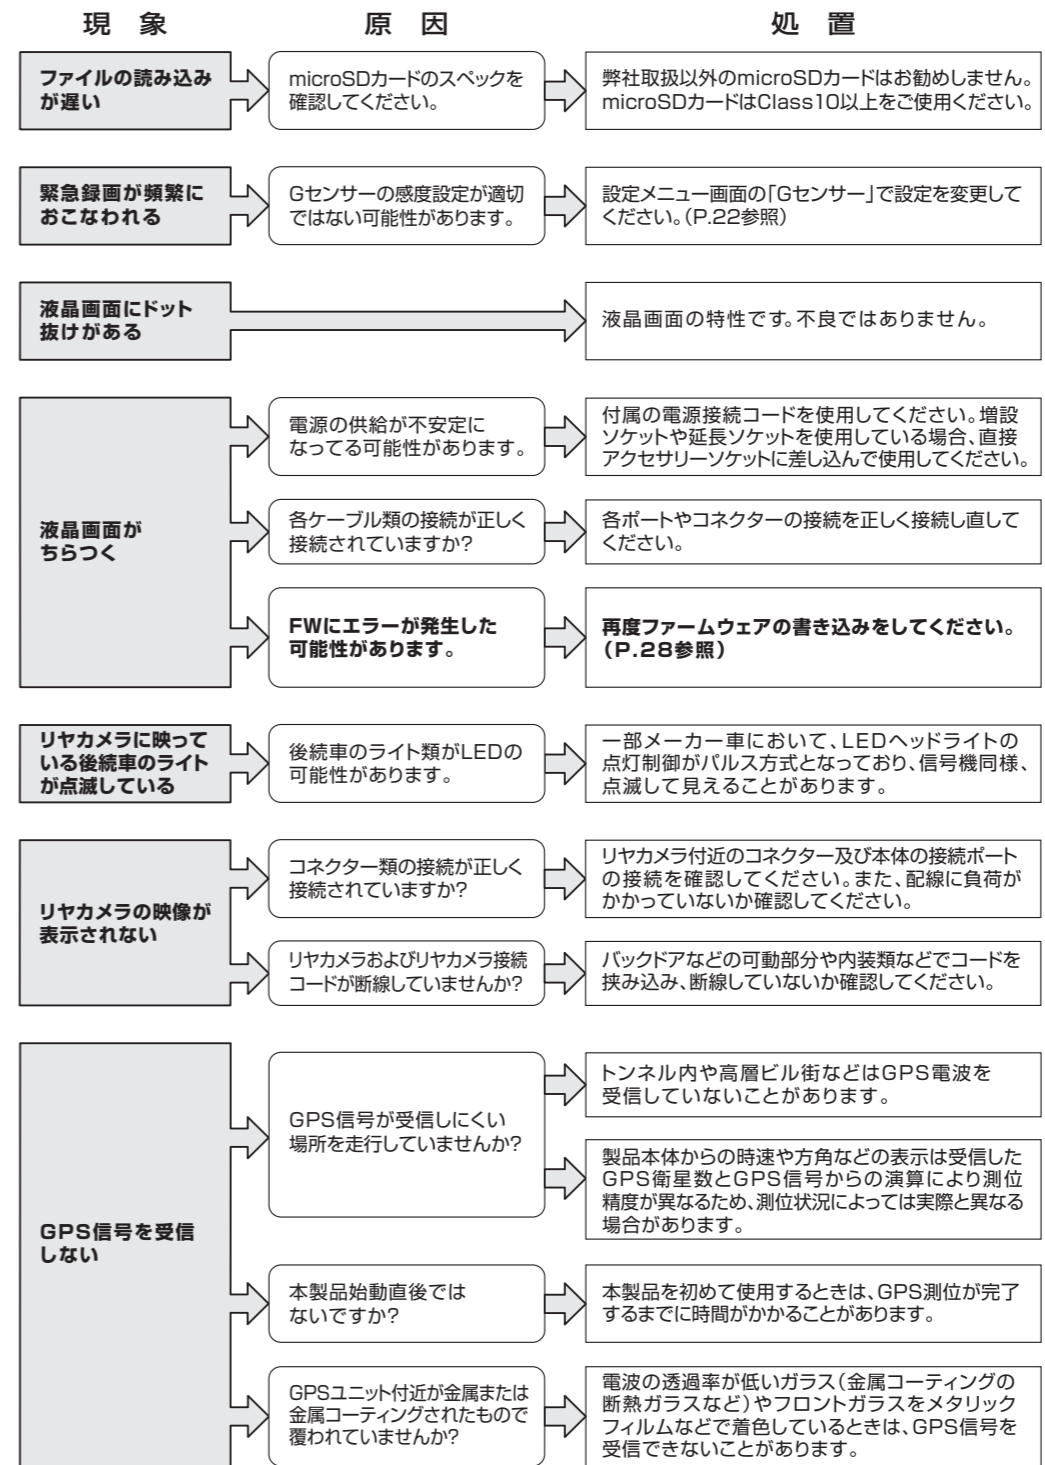 現 象 原 因 処 置
ファイルの読み込み
が遅い
microSDカードのスペックを
確認してください。
弊社取扱以外のmicroSDカードはお勧めしません。
microSDカードはClass10以上をご使用ください。
緊急録画が頻繁に
おこなわれる
Gセンサーの感度設定が適切
ではない可能性があります。
設定メニュー画面の「Gセンサー」で設定を変更して
ください。(P.22参照)
液晶画面にドット
抜けがある
液晶画面の特性です。不良ではありません。
液晶画面が
ちらつく
電源の供給が不安定に
なってる可能性があります。
付属の電源接続コードを使用してください。増設
ソケットや延長ソケットを使用している場合、直接
アクセサリーソケットに差し込んで使用してください。
各ケーブル類の接続が正しく
接続されていますか?
各ポートやコネクターの接続を正しく接続し直して
ください。
FWにエラーが発生した
可能性があります。
再度ファームウェアの書き込みをしてください。
(P.28参照)
リヤカメラに映って
いる後続車のライト
が点滅している
後続車のライト類がLEDの
可能性があります。
一部メーカー車において、LEDヘッドライトの
点灯制御がパルス方式となっており、信号機同様、
点滅して見えることがあります。
リヤカメラの映像が
表示されない
コネクター類の接続が正しく
接続されていますか?
リヤカメラ付近のコネクター及び本体の接続ポート
の接続を確認してください。また、配線に負荷が
かかっていないか確認してください。
リヤカメラおよびリヤカメラ接続
コードが断線していませんか?
バックドアなどの可動部分や内装類などでコードを
挟み込み、断線していないか確認してください。
GPS信号を受信
しない
GPS信号が受信しにくい
場所を走行していませんか?
トンネル内や高層ビル街などはGPS電波を
受信していないことがあります。
製品本体からの時速や方角などの表示は受信した
GPS衛星数とGPS信号からの演算により測位
精度が異なるため、測位状況によっては実際と異なる
場合があります。
本製品始動直後では
ないですか?
本製品を初めて使用するときは、GPS測位が完了
するまでに時間がかかることがあります。
GPSユニット付近が金属または
金属コーティングされたもので
覆われていませんか?
電波の透過率が低いガラス(金属コーティングの
断熱ガラスなど)やフロントガラスをメタリック
フィルムなどで着色しているときは、GPS信号を
受信できないことがあります。